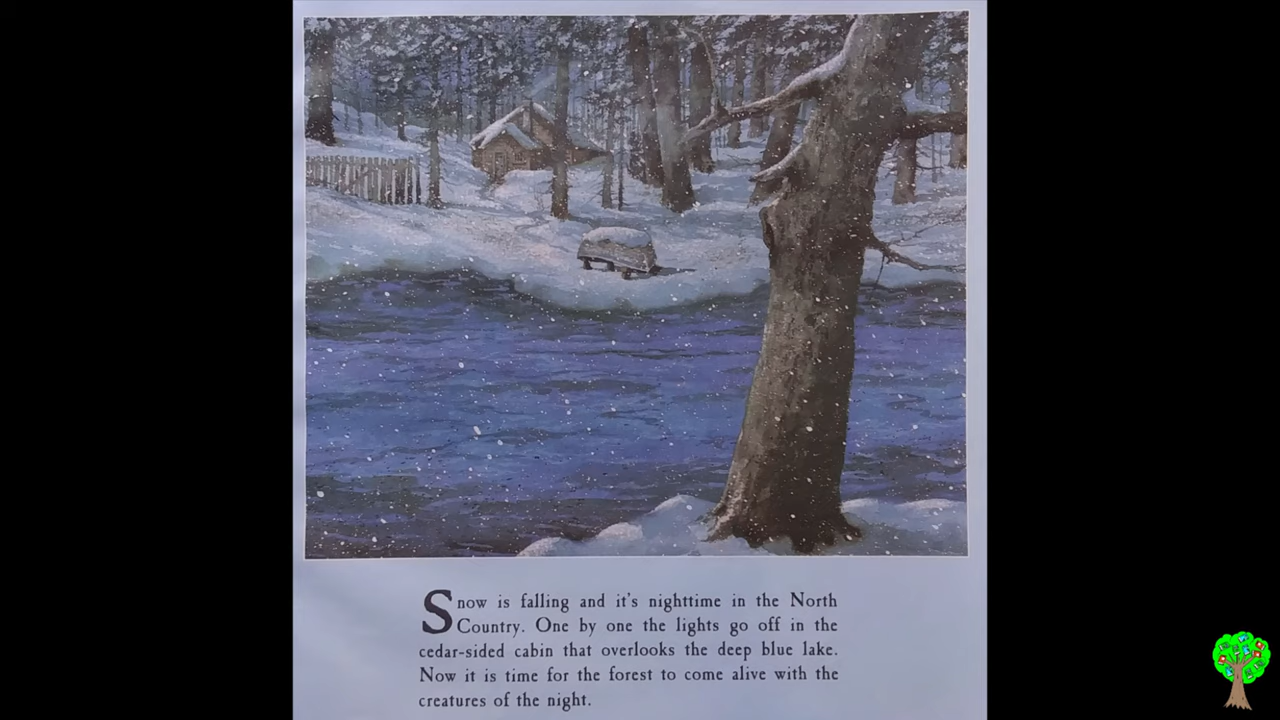 Snow is falling and it's nighttime in the North
Country. One by one the lights go off in the
cedar-sided cabin that overlooks the deep blue lake.
Now it is time for the forest to come alive with the
creatures of the night.